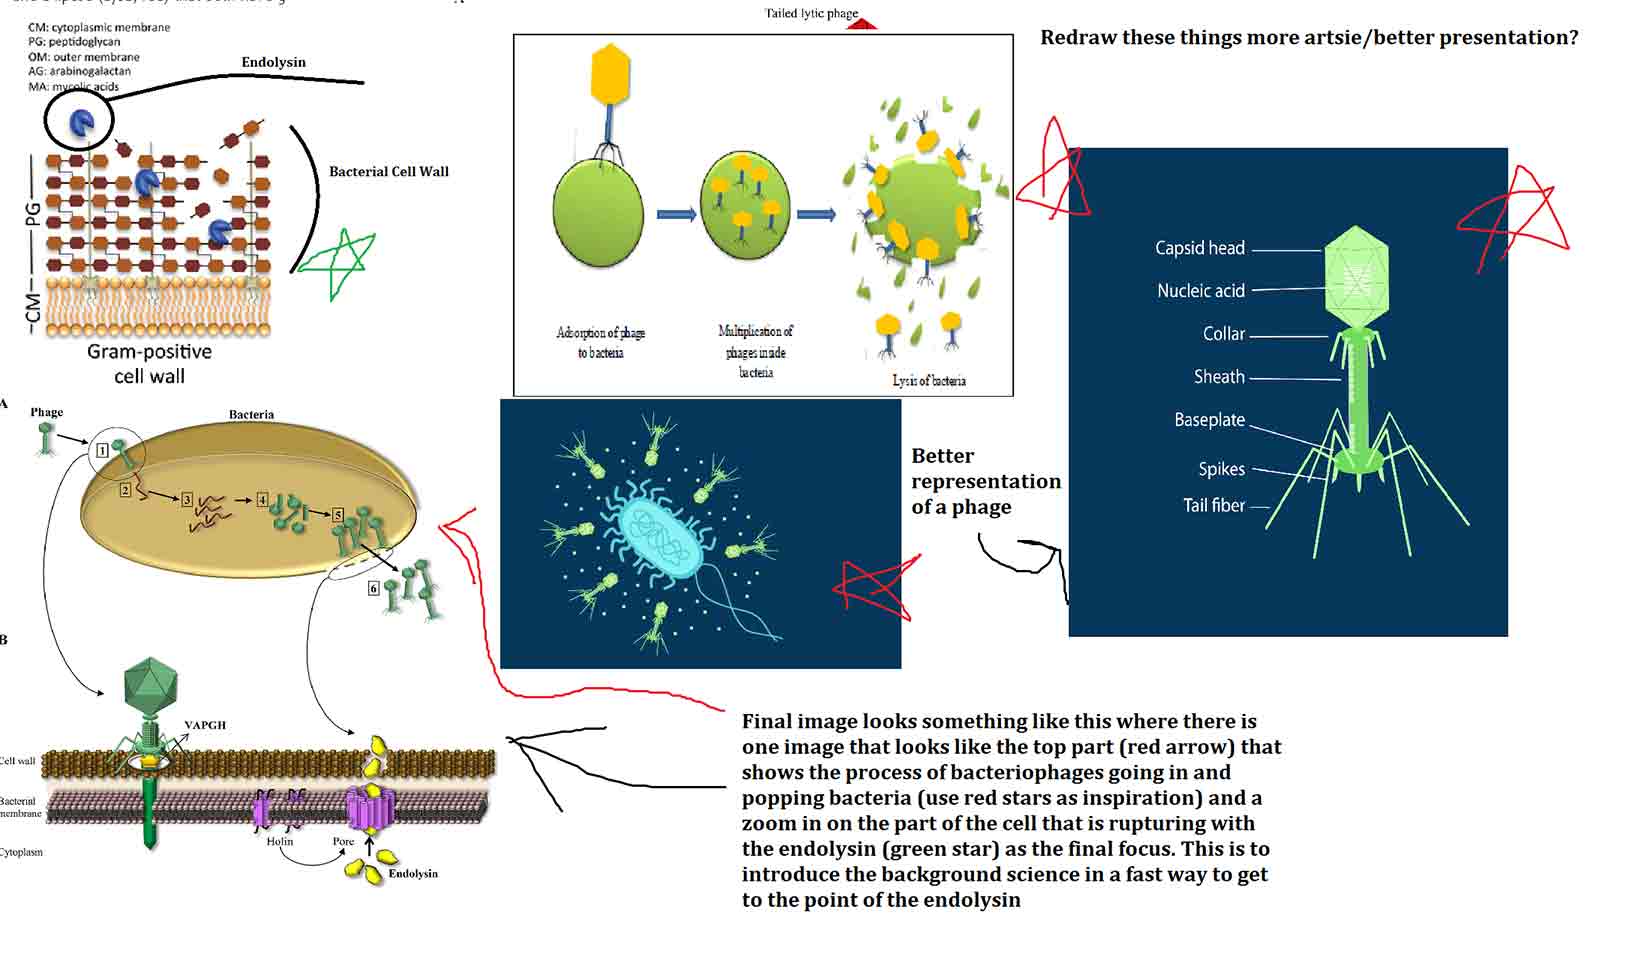 CM: cytoplasmic membrane
PG: peptidoglycan
OM: outer membrane
AG: arabinogalactan
MA: mycolic acids
Endolysin
Bacterial Cell Wall
PG
CM
Gram-positive
cell wall
Tailed lytic phage
Adsorption of phage
to bacteria
Multiplication of
phages inside
bacteria
Lysis of bacteria
Redraw these things more artsie/better presentation?
Capsid head
Nucleic acid
Collar
Sheath
Baseplate
Spikes
Tail fiber
A
Phage
Bacteria
1
2
3
4
5
6
Better
representation
of a phage
B
VAPGH
Cell wall
Bacterial
membrane
Cytoplasm
Holin
Pore
Endolysin
Final image looks something like this where there is
one image that looks like the top part (red arrow) that
shows the process of bacteriophages going in and
popping bacteria (use red stars as inspiration) and a
zoom in on the part of the cell that is rupturing with
the endolysin (green star) as the final focus. This is to
introduce the background science in a fast way to get
to the point of the endolysin